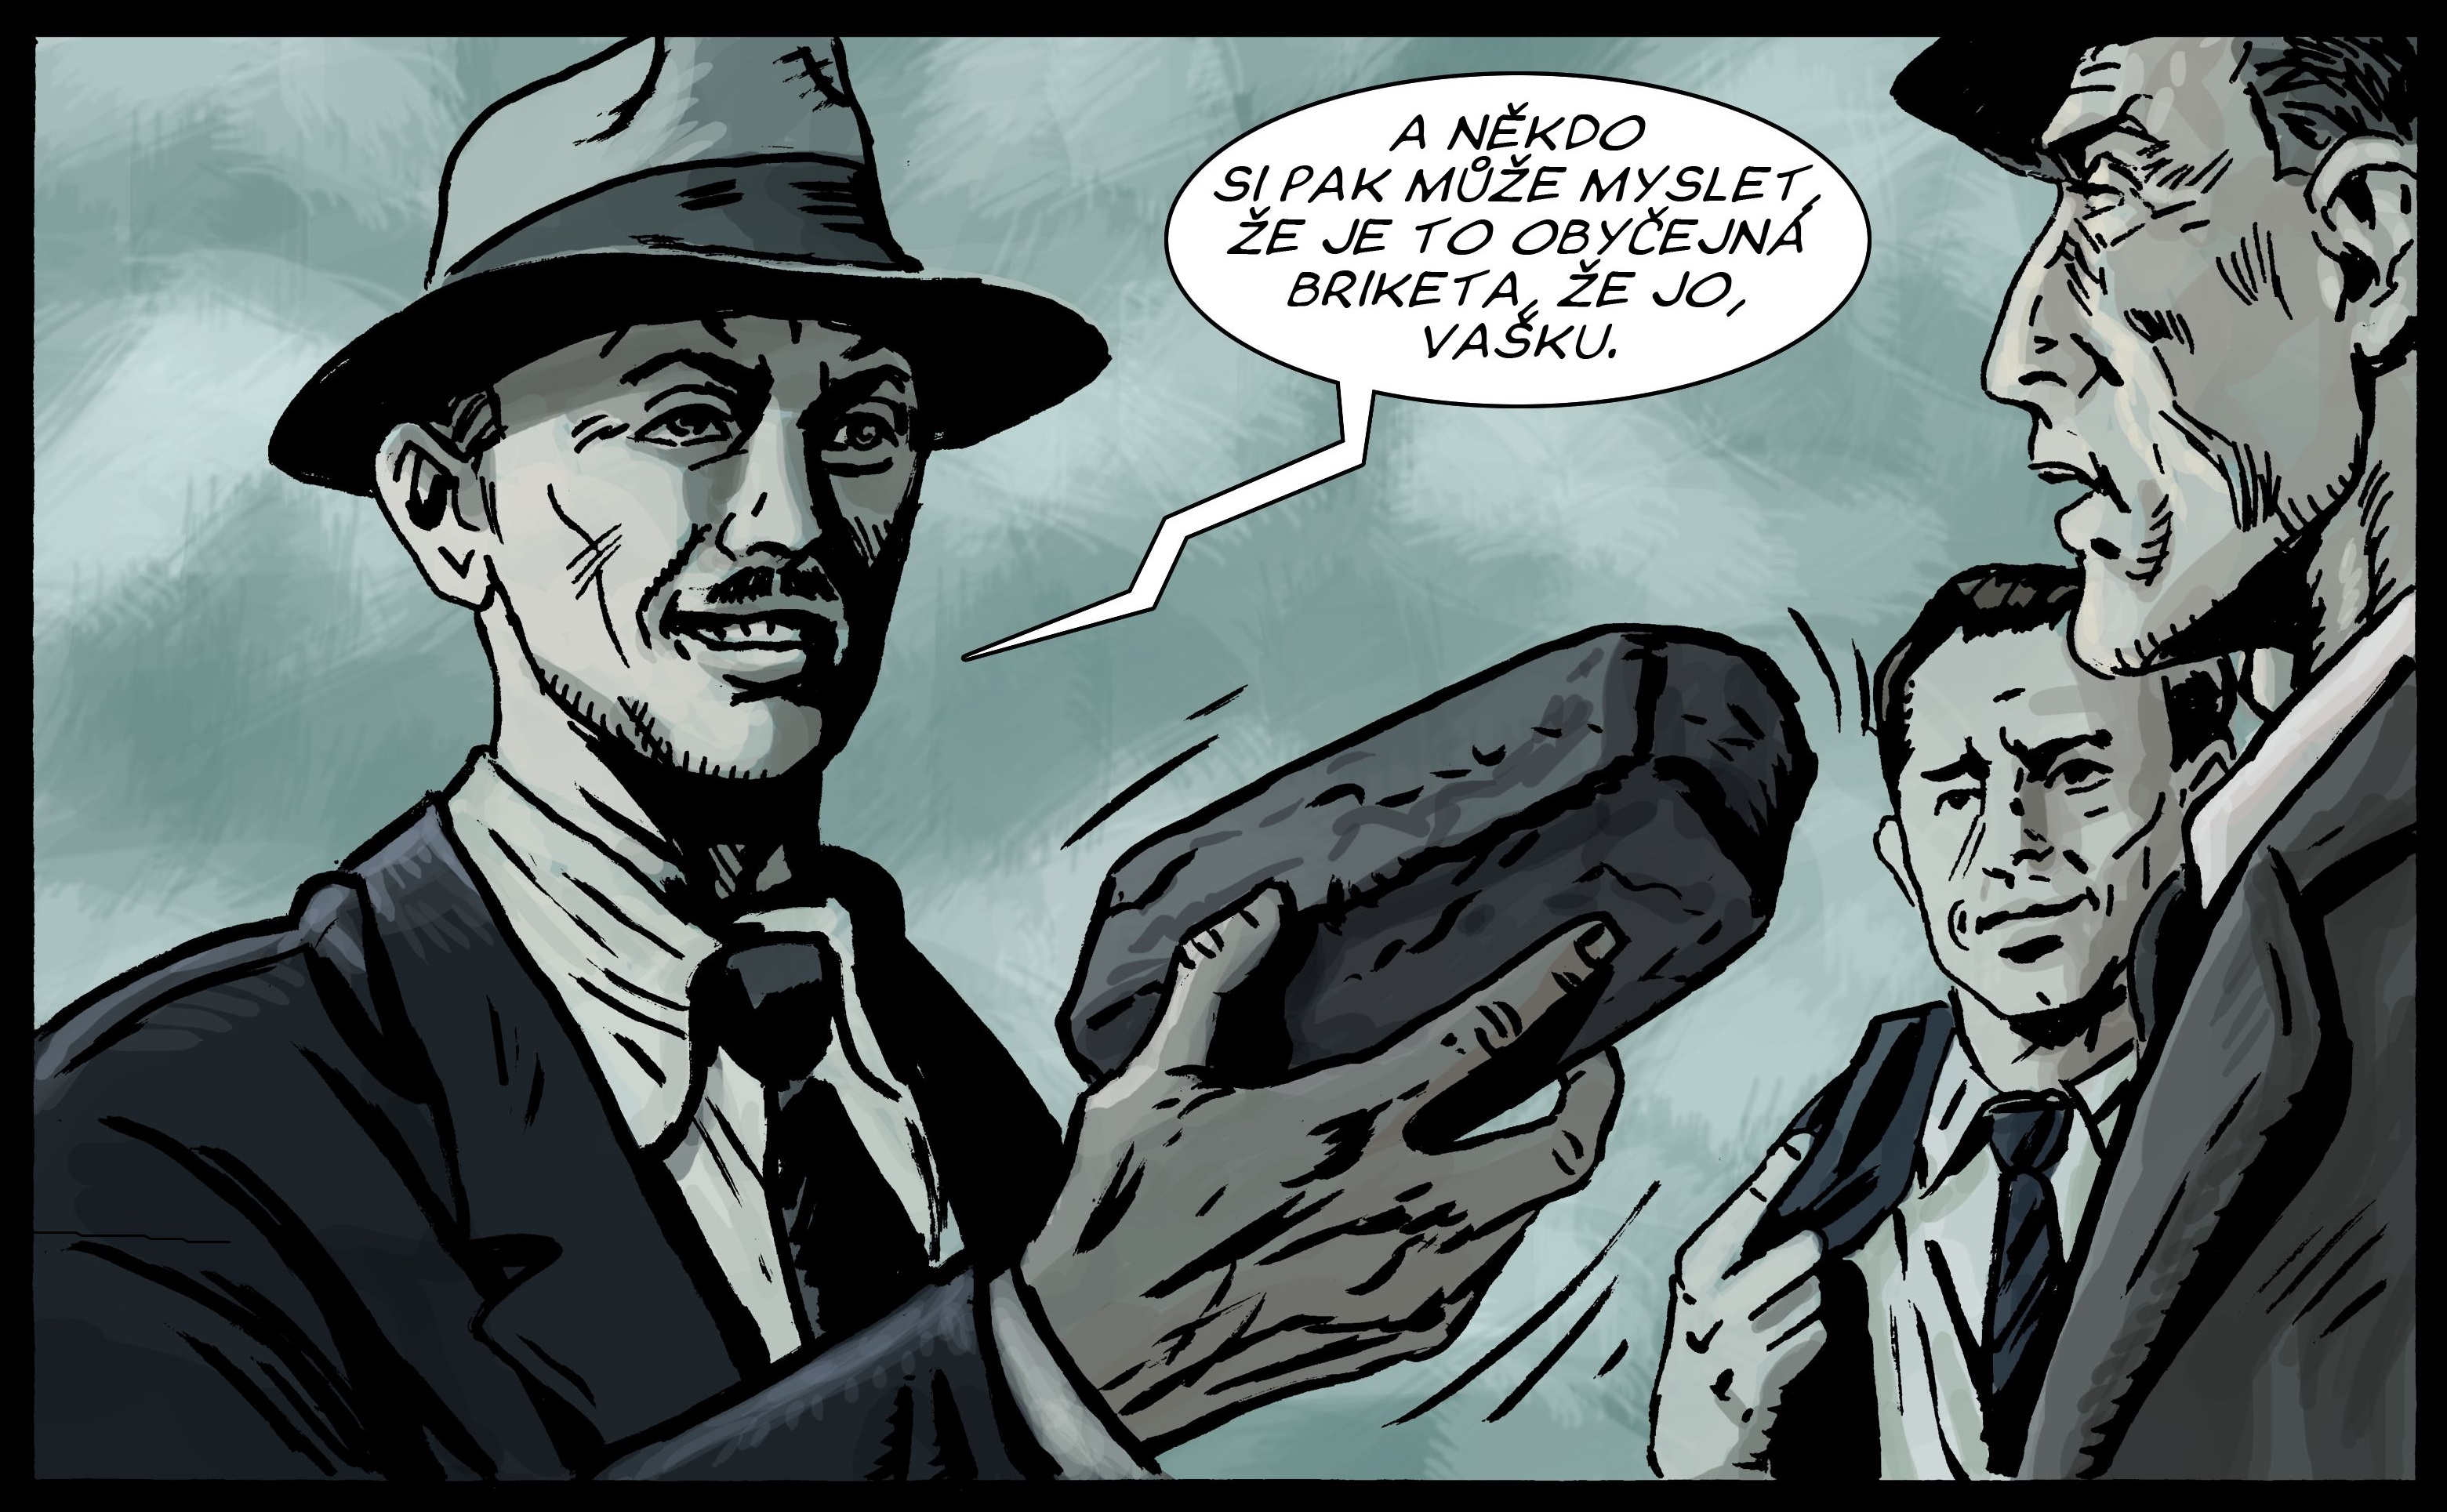 A NĚKDO
SI PAK MŮŽE MYSLET,
ŽE JE TO OBYČEJNÁ
BRIKETA, ŽE JO,
VAŠKU.